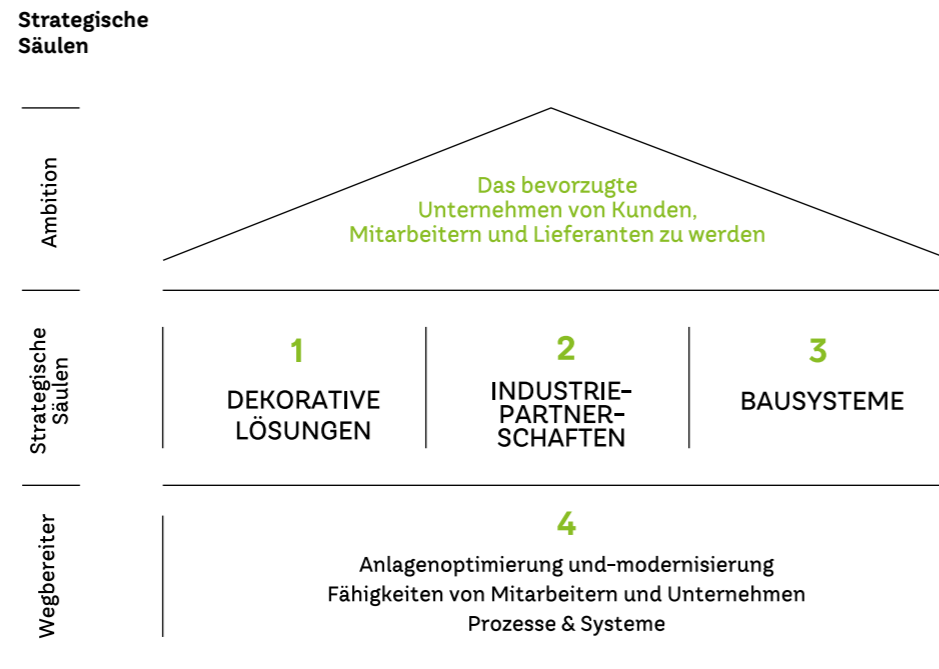 Strategische
Säulen
Ambition
Das bevorzugte
Unternehmen von Kunden,
Mitarbeitern und Lieferanten zu werden
Strategische
Säulen
1
DEKORATIVE
LÖSUNGEN
2
INDUSTRIE-
PARTNER-
SCHAFTEN
3
BAUSYSTEME
Wegbereiter
4
Anlagenoptimierung und-modernisierung
Fähigkeiten von Mitarbeitern und Unternehmen
Prozesse & Systeme